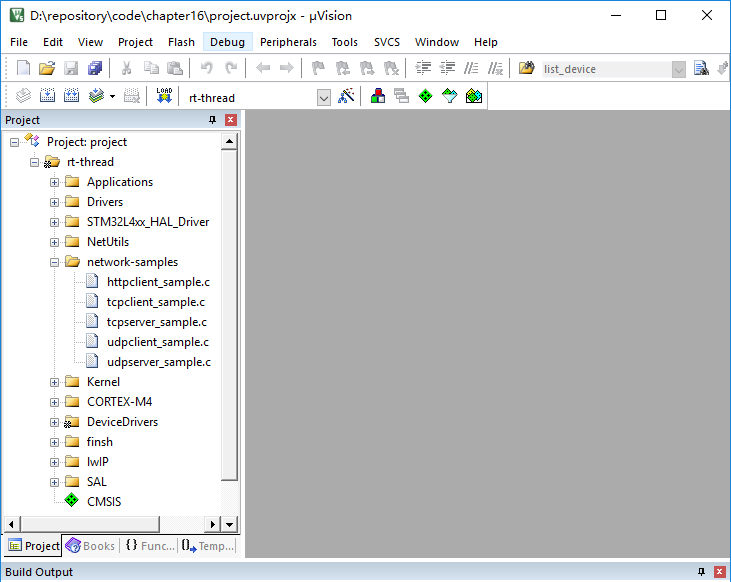 D:\repository\code\chapter16\project.uvprojx - µVision
File Edit View Project Flash Debug Peripherals Tools SVCS Window Help
list_device
LOAD rt-thread
Project
Project: project
rt-thread
Applications
Drivers
STM32L4xx_HAL_Driver
NetUtils
network-samples
httpclient_sample.c
tcpclient_sample.c
tcpserver_sample.c
udpclient_sample.c
udpserver_sample.c
Kernel
CORTEX-M4
DeviceDrivers
finsh
lwIP
SAL
CMSIS
Project Books {} Func... Temp...
Build Output